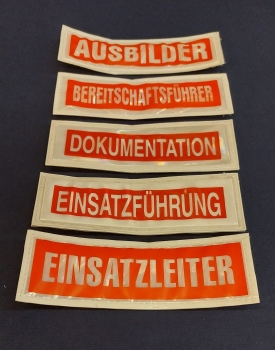 AUSBILDER
BEREITSCHAFTSFÜHRER
DOKUMENTATION
EINSATZFÜHRUNG
EINSATZLEITER